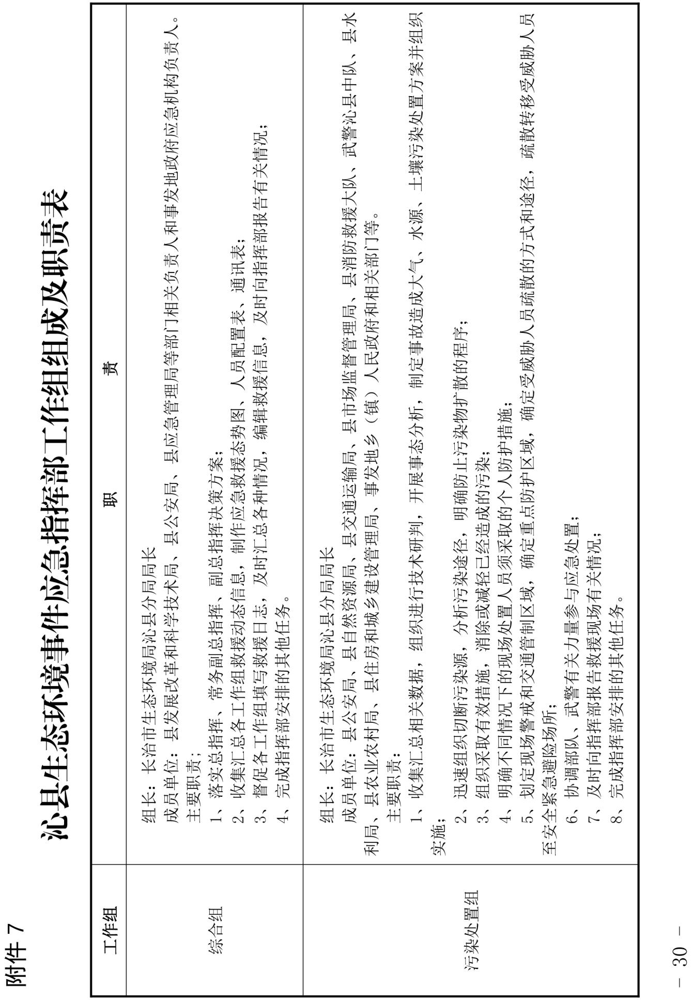 附件 7
沁县生态环境事件应急指挥部工作组组成及职责表
工作组
职 责
综合组
组长：长治市生态环境局沁县分局局长
成员单位：县发展改革和科学技术局、县公安局、县应急管理局等部门相关负责人和事发地政府应急机构负责人。
主要职责；
1、落实总指挥、常务副总指挥、副总指挥决策方案；
2、收集汇总各工作组救援动态信息，制作应急救援态势图、人员配置表、通讯表；
3、督促各工作组填写救援日志，及时汇总各种情况，编辑救援信息，及时向指挥部报告有关情况；
4、完成指挥部安排的其他任务。
污染处置组
组长：长治市生态环境局沁县分局局长
成员单位：县公安局、县自然资源局、县交通运输局、县市场监督管理局、县消防救援大队、武警沁县中队、县水
利局、县农业农村局、县住房和城乡建设管理局、事发地乡（镇）人民政府和相关部门等。
主要职责：
1、收集汇总相关数据，组织进行技术研判，开展事态分析，制定事故造成大气、水源、土壤污染处置方案并组织
实施；
2、迅速组织切断污染源，分析污染途径，明确防止污染物扩散的程序；
3、组织采取有效措施，消除或减轻已经造成的污染；
4、明确不同情况下的现场处置人员须采取的个人防护措施；
5、划定现场警戒和交通管制区域，确定重点防护区域，确定受威胁人员疏散的方式和途径，疏散转移受威胁人员
至安全紧急避险场所；
6、协调部队、武警有关力量参与应急处置；
7、及时向指挥部报告救援现场有关情况；
8、完成指挥部安排的其他任务。
－ 30 －